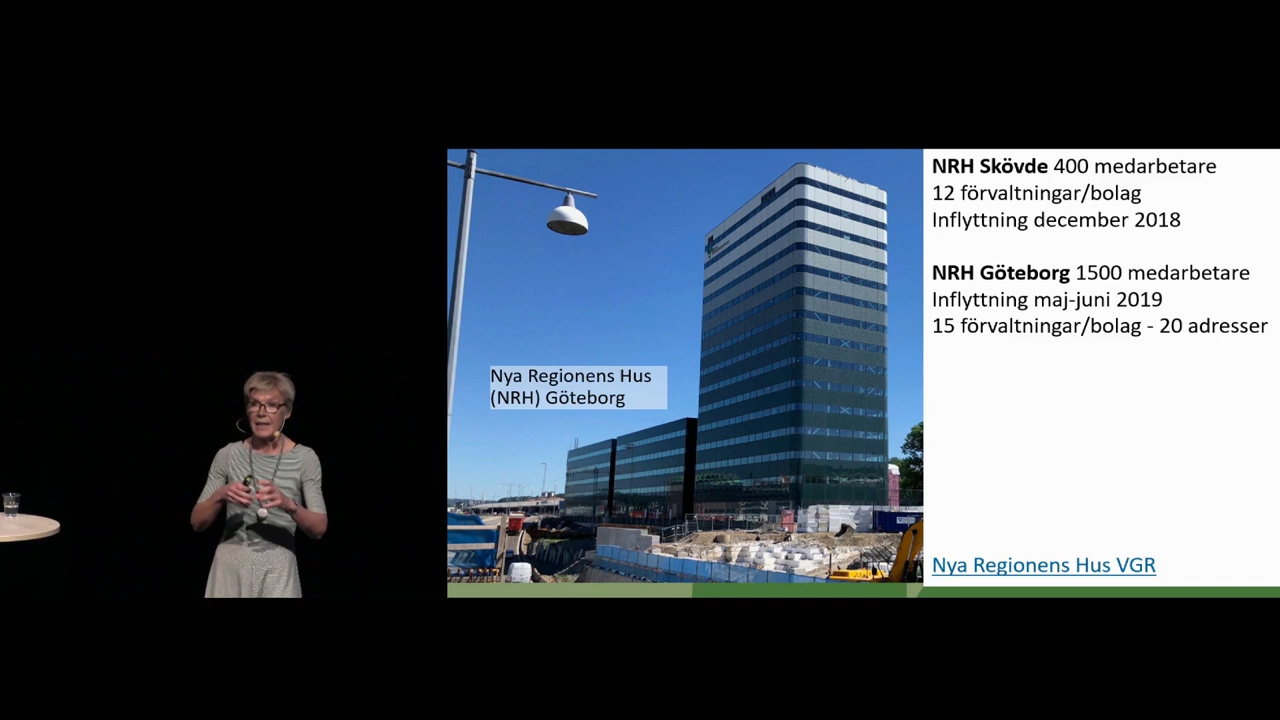 Nya Regionens Hus
(NRH) Göteborg
NRH Skövde 400 medarbetare
12 förvaltningar/bolag
Inflyttning december 2018
NRH Göteborg 1500 medarbetare
Inflyttning maj-juni 2019
15 förvaltningar/bolag - 20 adresser
Nya Regionens Hus VGR